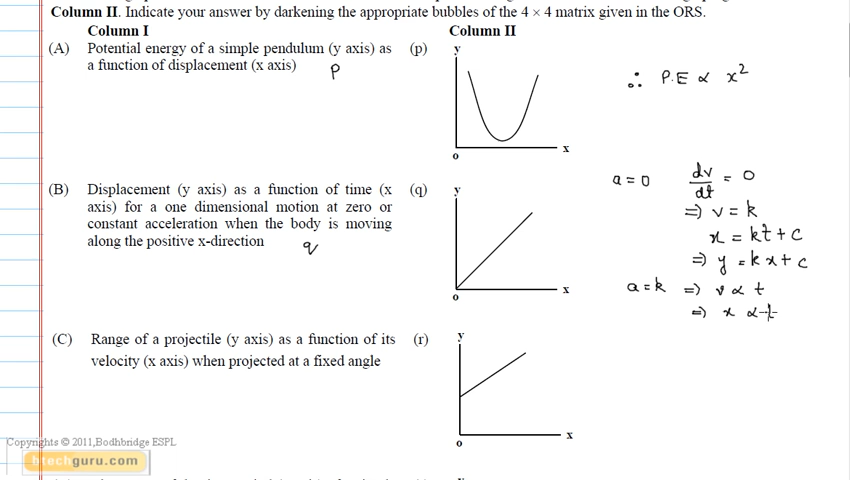 Column II. Indicate your answer by darkening the appropriate bubbles of the 4 × 4 matrix given in the ORS.
Column I Column II
(A) Potential energy of a simple pendulum (y axis) as a function of displacement (x axis) p
(p) y
o x
∴ P.E ∝ x²
(B) Displacement (y axis) as a function of time (x axis) for a one dimensional motion at zero or constant acceleration when the body is moving along the positive x-direction q
(q) y
o x
a = 0 dv/dt = 0
⇒ v = k
x = kt + c
⇒ y = kx + c
a = k ⇒ v ∝ t
⇒ x ∝ t
(C) Range of a projectile (y axis) as a function of its velocity (x axis) when projected at a fixed angle
(r) y
o x
Copyrights © 2011,Bodhbridge ESPL
btechguru.com